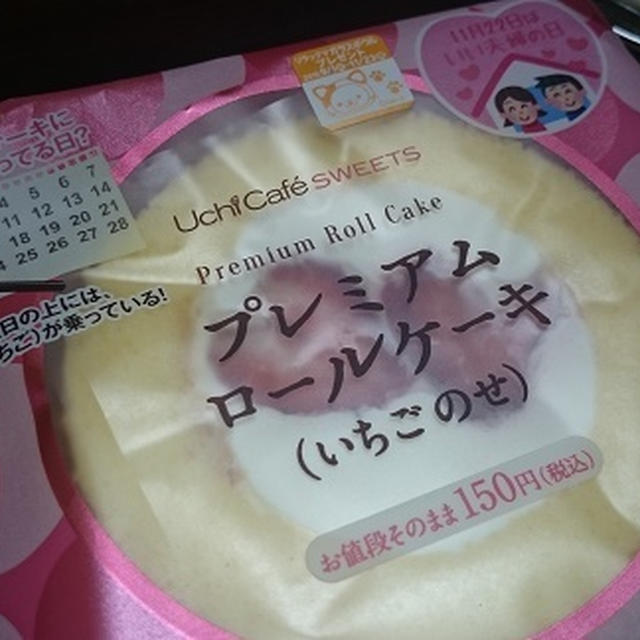 11月22日は
いい夫婦の日
ーキに
ってる日?
4 5 6 7
11 12 13 14
18 19 20 21
25 26 27 28
日の上には、
ちご)が乗っている!
Uchi Café SWEETS
Premium Roll Cake
プレミアム
ロールケーキ
(いちごのせ)
お値段そのまま150円(税込)